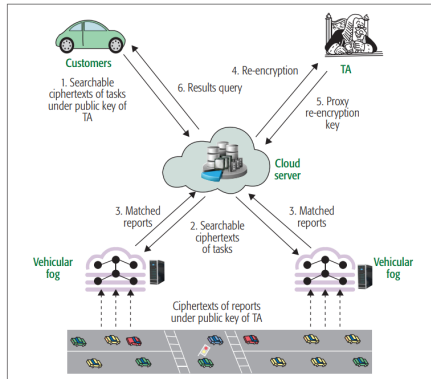 Customers
1. Searchable
ciphertexts of tasks
under public key of
TA
6. Results query
4. Re-encryption
TA
5. Proxy
re-encryption
key
Cloud
server
3. Matched
reports
2. Searchable
ciphertexts
of tasks
3. Matched
reports
Vehicular
fog
Vehicular
fog
Ciphertexts of reports
under public key of TA